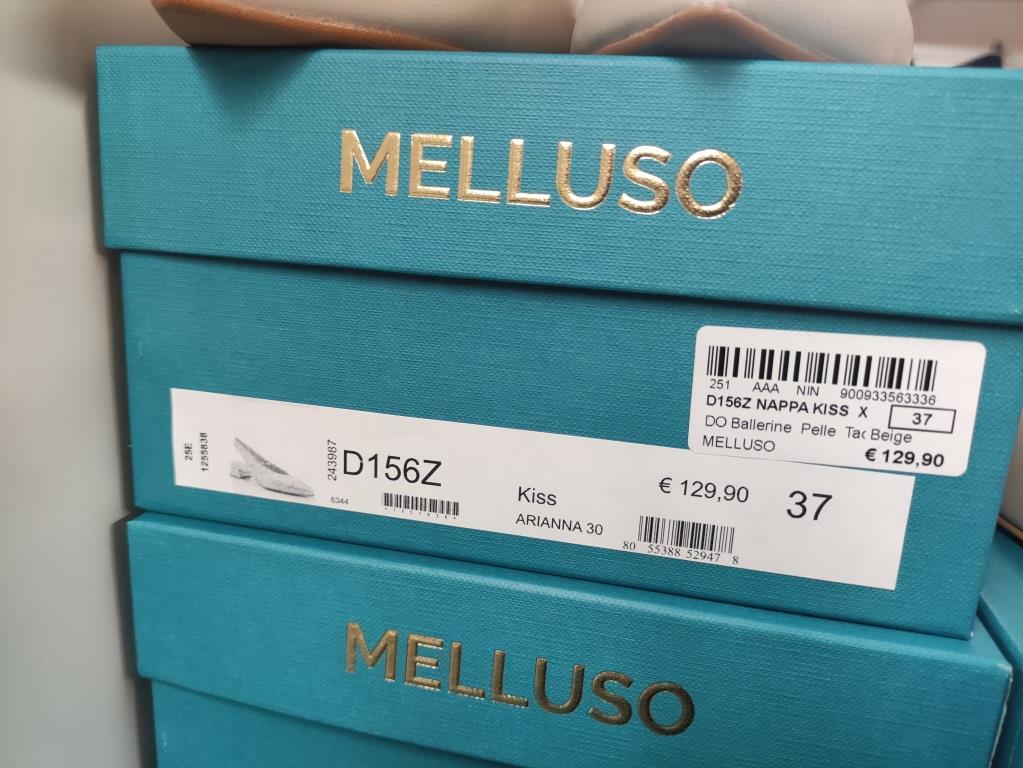 MELLUSO
251 AAA NIN 900933563336
D156Z NAPPA KISS X 37
DO Ballerine Pelle Tac Beige
MELLUSO € 129,90
25E
1255838
243987
D156Z
6344
*1255838*
Kiss
ARIANNA 30
€ 129,90
37
80 55388 52947 8
MELLUSO